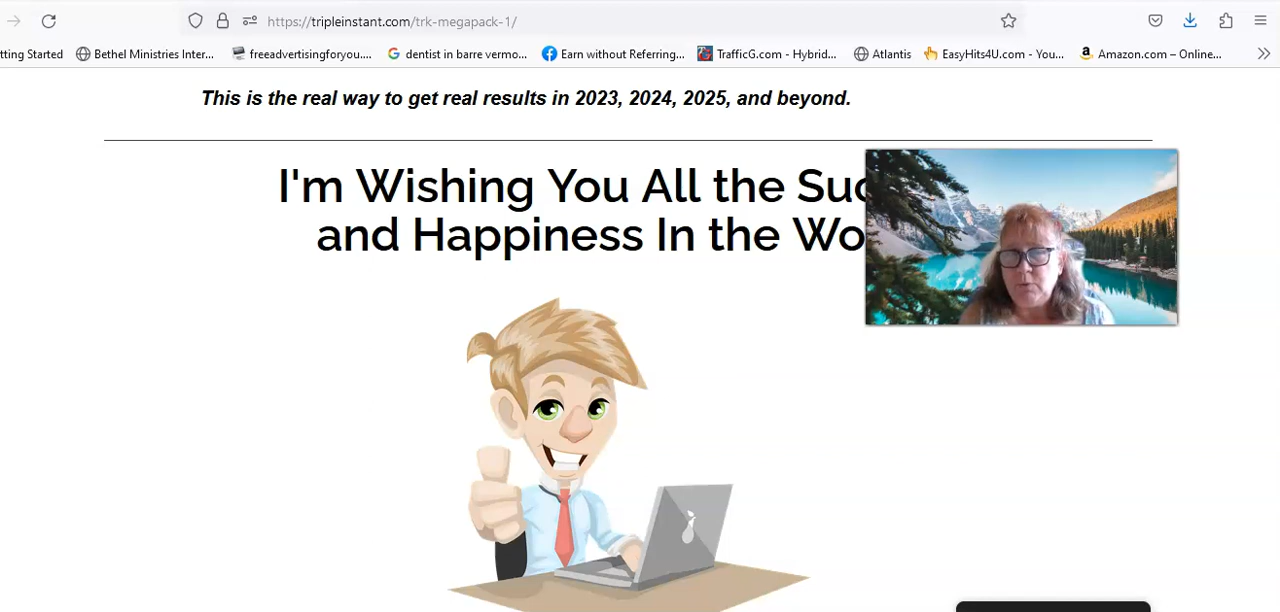 https://tripleinstant.com/trk-megapack-1/
tting Started Bethel Ministries Inter... freeadvertisingforyou.... dentist in barre vermo... Earn without Referring... TrafficG.com - Hybrid... Atlantis EasyHits4U.com - You... Amazon.com – Online...
This is the real way to get real results in 2023, 2024, 2025, and beyond.
I'm Wishing You All the Suc
and Happiness In the Wo